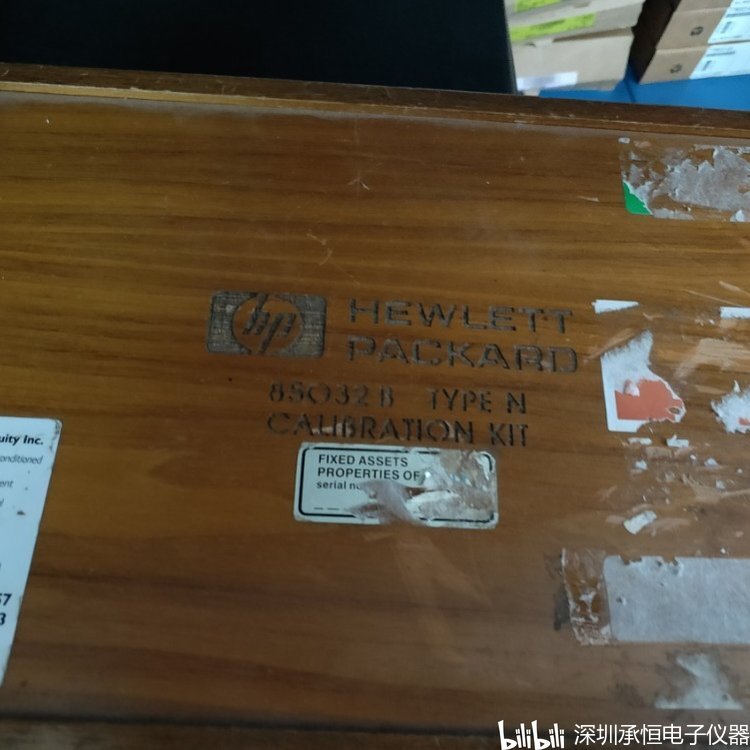 hp
HEWLETT
PACKARD
85032B TYPE N
CALIBRATION KIT
FIXED ASSETS
PROPERTIES OF
serial
uity Inc.
onditioned
ent
57
3
bilibili 深圳承恒电子仪器